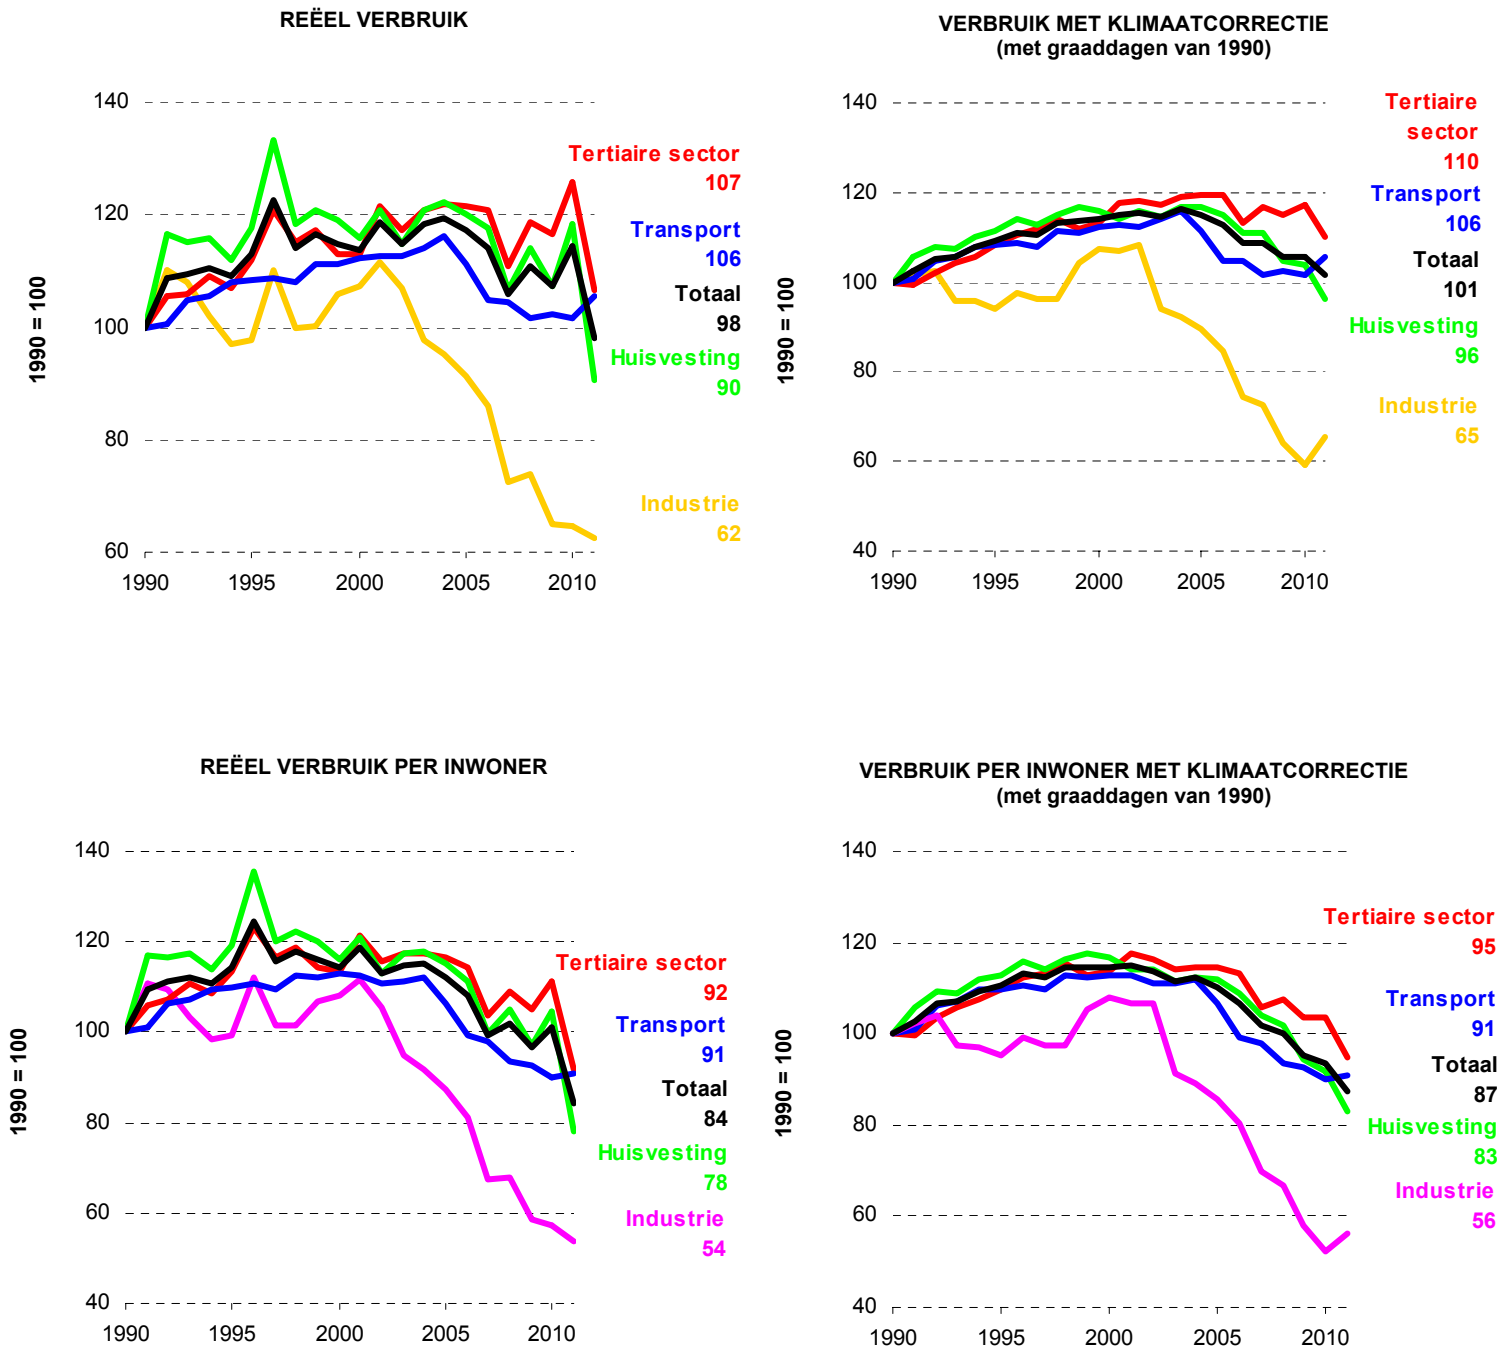 REËEL VERBRUIK
1990 = 100
140
120
100
80
60
1990
1995
2000
2005
2010
Tertiaire sector
107
Transport
106
Totaal
98
Huisvesting
90
Industrie
62
VERBRUIK MET KLIMAATCORRECTIE
(met graaddagen van 1990)
1990 = 100
140
120
100
80
60
40
1990
1995
2000
2005
2010
Tertiaire
sector
110
Transport
106
Totaal
101
Huisvesting
96
Industrie
65
REËEL VERBRUIK PER INWONER
1990 = 100
140
120
100
80
60
40
1990
1995
2000
2005
2010
Tertiaire sector
92
Transport
91
Totaal
84
Huisvesting
78
Industrie
54
VERBRUIK PER INWONER MET KLIMAATCORRECTIE
(met graaddagen van 1990)
1990 = 100
140
120
100
80
60
40
1990
1995
2000
2005
2010
Tertiaire sector
95
Transport
91
Totaal
87
Huisvesting
83
Industrie
56